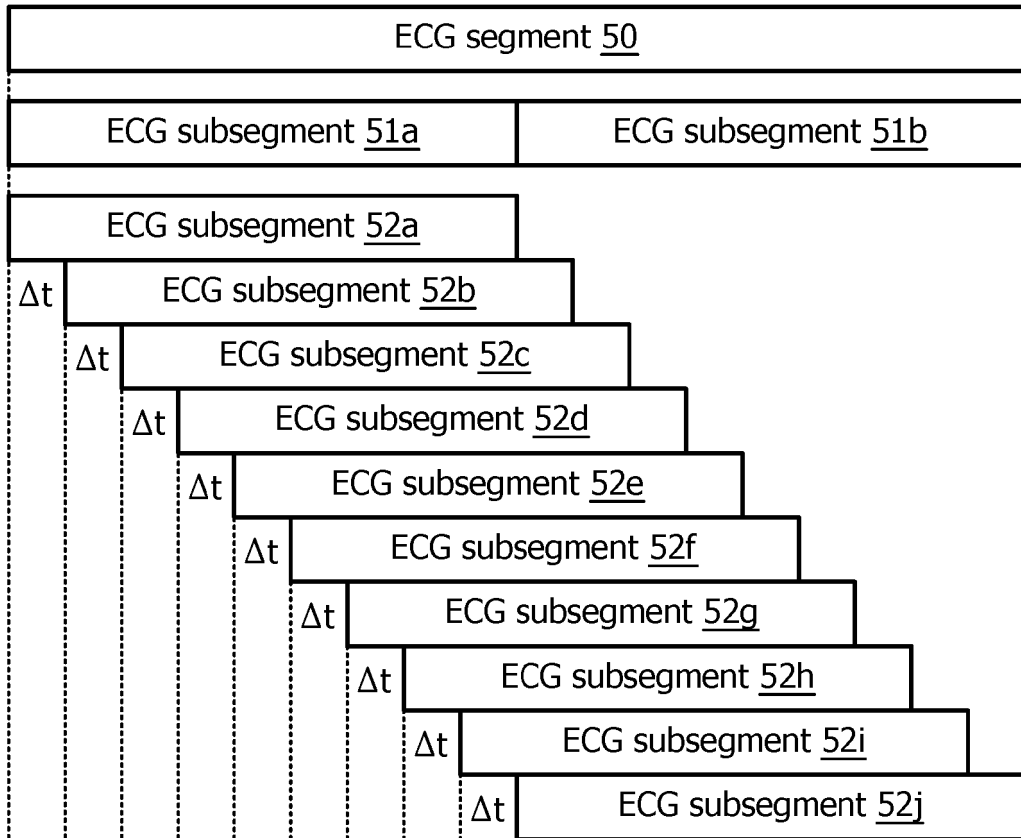 ECG segment 50
ECG subsegment 51a ECG subsegment 51b
ECG subsegment 52a
Δt ECG subsegment 52b
Δt ECG subsegment 52c
Δt ECG subsegment 52d
Δt ECG subsegment 52e
Δt ECG subsegment 52f
Δt ECG subsegment 52g
Δt ECG subsegment 52h
Δt ECG subsegment 52i
Δt ECG subsegment 52j